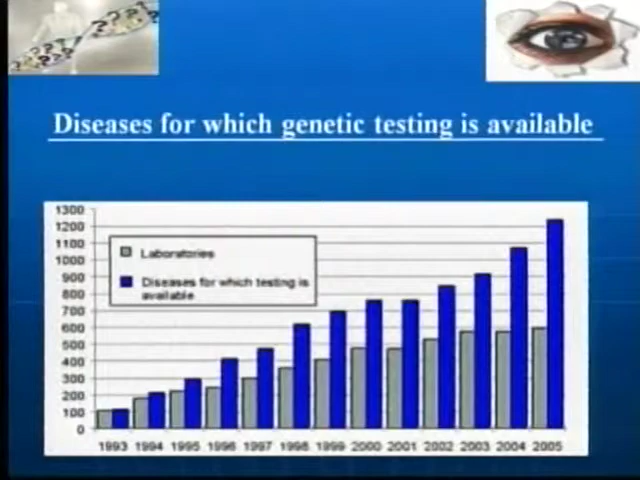 Diseases for which genetic testing is available
1300
1200
1100
1000
900
800
700
600
500
400
300
200
100
0
Laboratories
Diseases for which testing is
available
1993 1994 1995 1996 1997 1998 1999 2000 2001 2002 2003 2004 2005